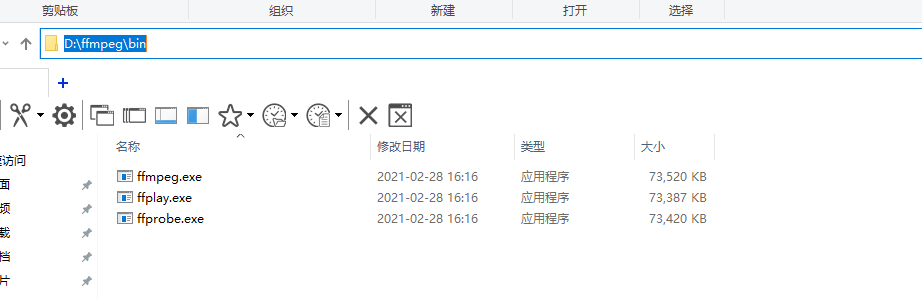 剪贴板 组织 新建 打开 选择
D:\ffmpeg\bin
+
名称 修改日期 类型 大小
访问
ffmpeg.exe 2021-02-28 16:16 应用程序 73,520 KB
面
ffplay.exe 2021-02-28 16:16 应用程序 73,387 KB
频
ffprobe.exe 2021-02-28 16:16 应用程序 73,420 KB
载
档
片